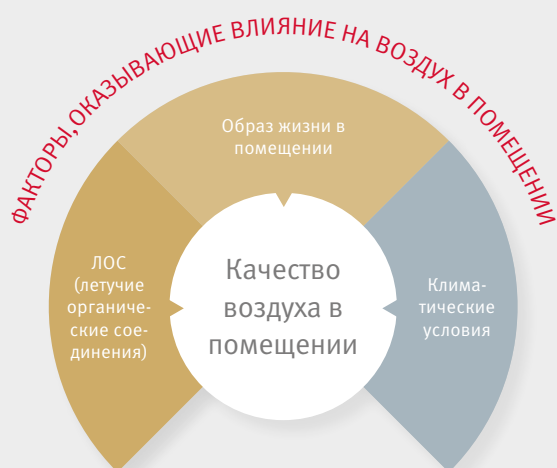 ФАКТОРЫ, ОКАЗЫВАЮЩИЕ ВЛИЯНИЕ НА ВОЗДУХ В ПОМЕЩЕНИИ
Образ жизни в
помещении
ЛОС
(летучие
органиче-
ские сое-
динения)
Качество
воздуха в
помещении
Клима-
тические
условия